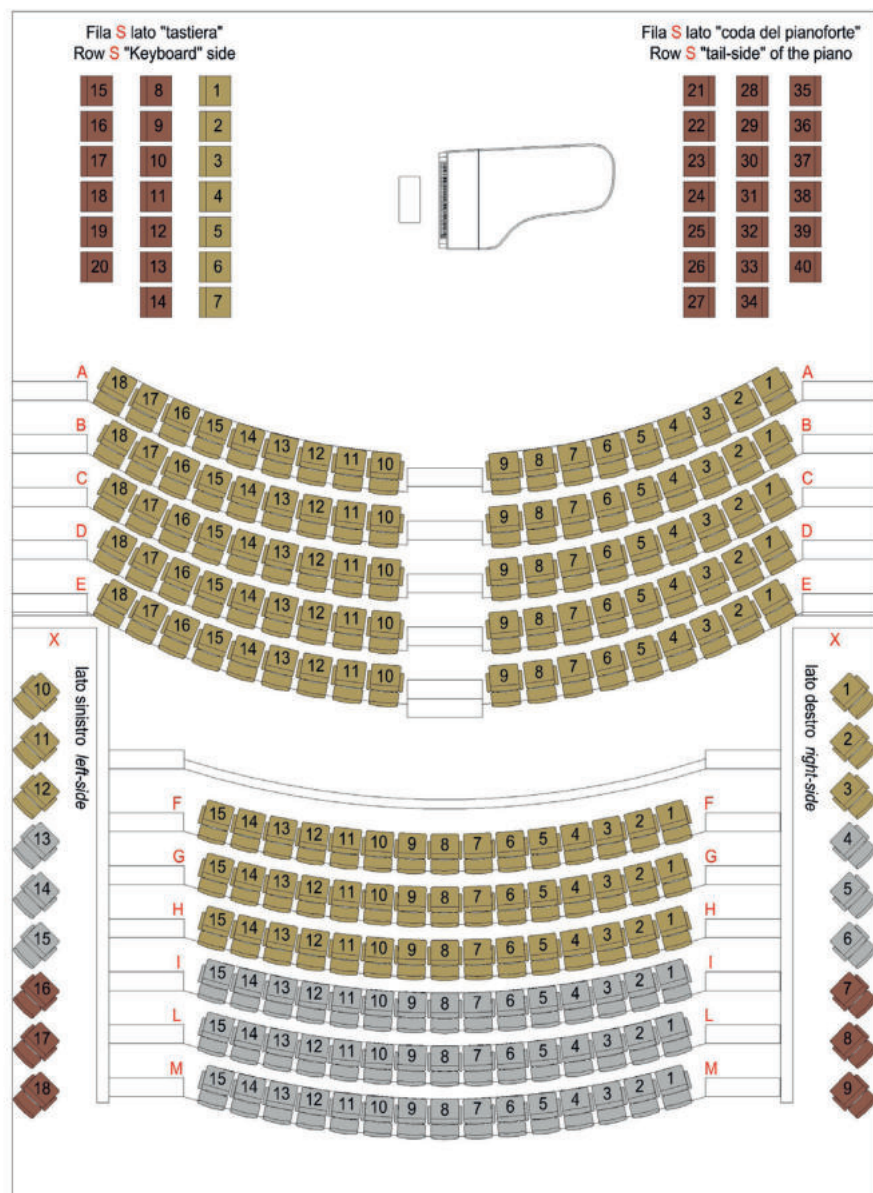 Fila S lato "tastiera"
Row S "Keyboard" side
Fila S lato "coda del pianoforte"
Row S "tail-side" of the piano
15 8 1 21 28 35
16 9 2 22 29 36
17 10 3 23 30 37
18 11 4 24 31 38
19 12 5 25 32 39
20 13 6 26 33 40
14 7 27 34
A 18 17 16 15 14 13 12 11 10 9 8 7 6 5 4 3 2 1 A
B 18 17 16 15 14 13 12 11 10 9 8 7 6 5 4 3 2 1 B
C 18 17 16 15 14 13 12 11 10 9 8 7 6 5 4 3 2 1 C
D 18 17 16 15 14 13 12 11 10 9 8 7 6 5 4 3 2 1 D
E 18 17 16 15 14 13 12 11 10 9 8 7 6 5 4 3 2 1 E
X
10
11
12
13
14
15
16
17
18
lato sinistro left-side
F 15 14 13 12 11 10 9 8 7 6 5 4 3 2 1 F
G 15 14 13 12 11 10 9 8 7 6 5 4 3 2 1 G
H 15 14 13 12 11 10 9 8 7 6 5 4 3 2 1 H
I 15 14 13 12 11 10 9 8 7 6 5 4 3 2 1 I
L 15 14 13 12 11 10 9 8 7 6 5 4 3 2 1 L
M 15 14 13 12 11 10 9 8 7 6 5 4 3 2 1 M
X
lato destro right-side
1
2
3
4
5
6
7
8
9